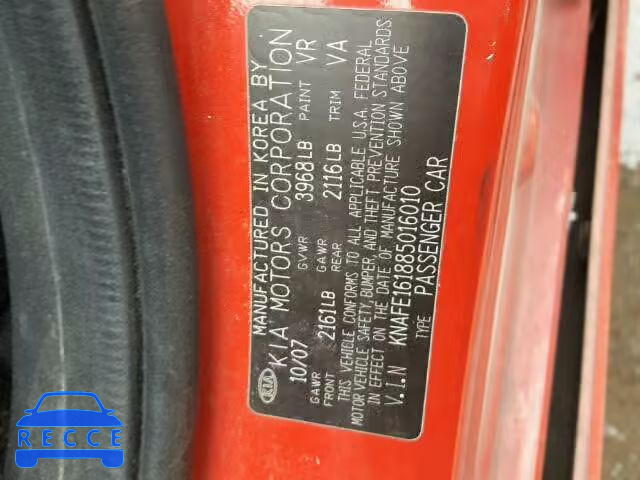 KIA
MANUFACTURED IN KOREA BY
KIA MOTORS CORPORATION
10/07 GVWR 3968LB PAINT VR
GAWR FRONT 2161LB GAWR REAR 2116LB TRIM VA
THIS VEHICLE CONFORMS TO ALL APPLICABLE U.S.A. FEDERAL
MOTOR VEHICLE SAFETY, BUMPER, AND THEFT PREVENTION STANDARDS
IN EFFECT ON THE DATE OF MANUFACTURE SHOWN ABOVE
V.I.N KNAFE161885016010
TYPE PASSENGER CAR
RECCE